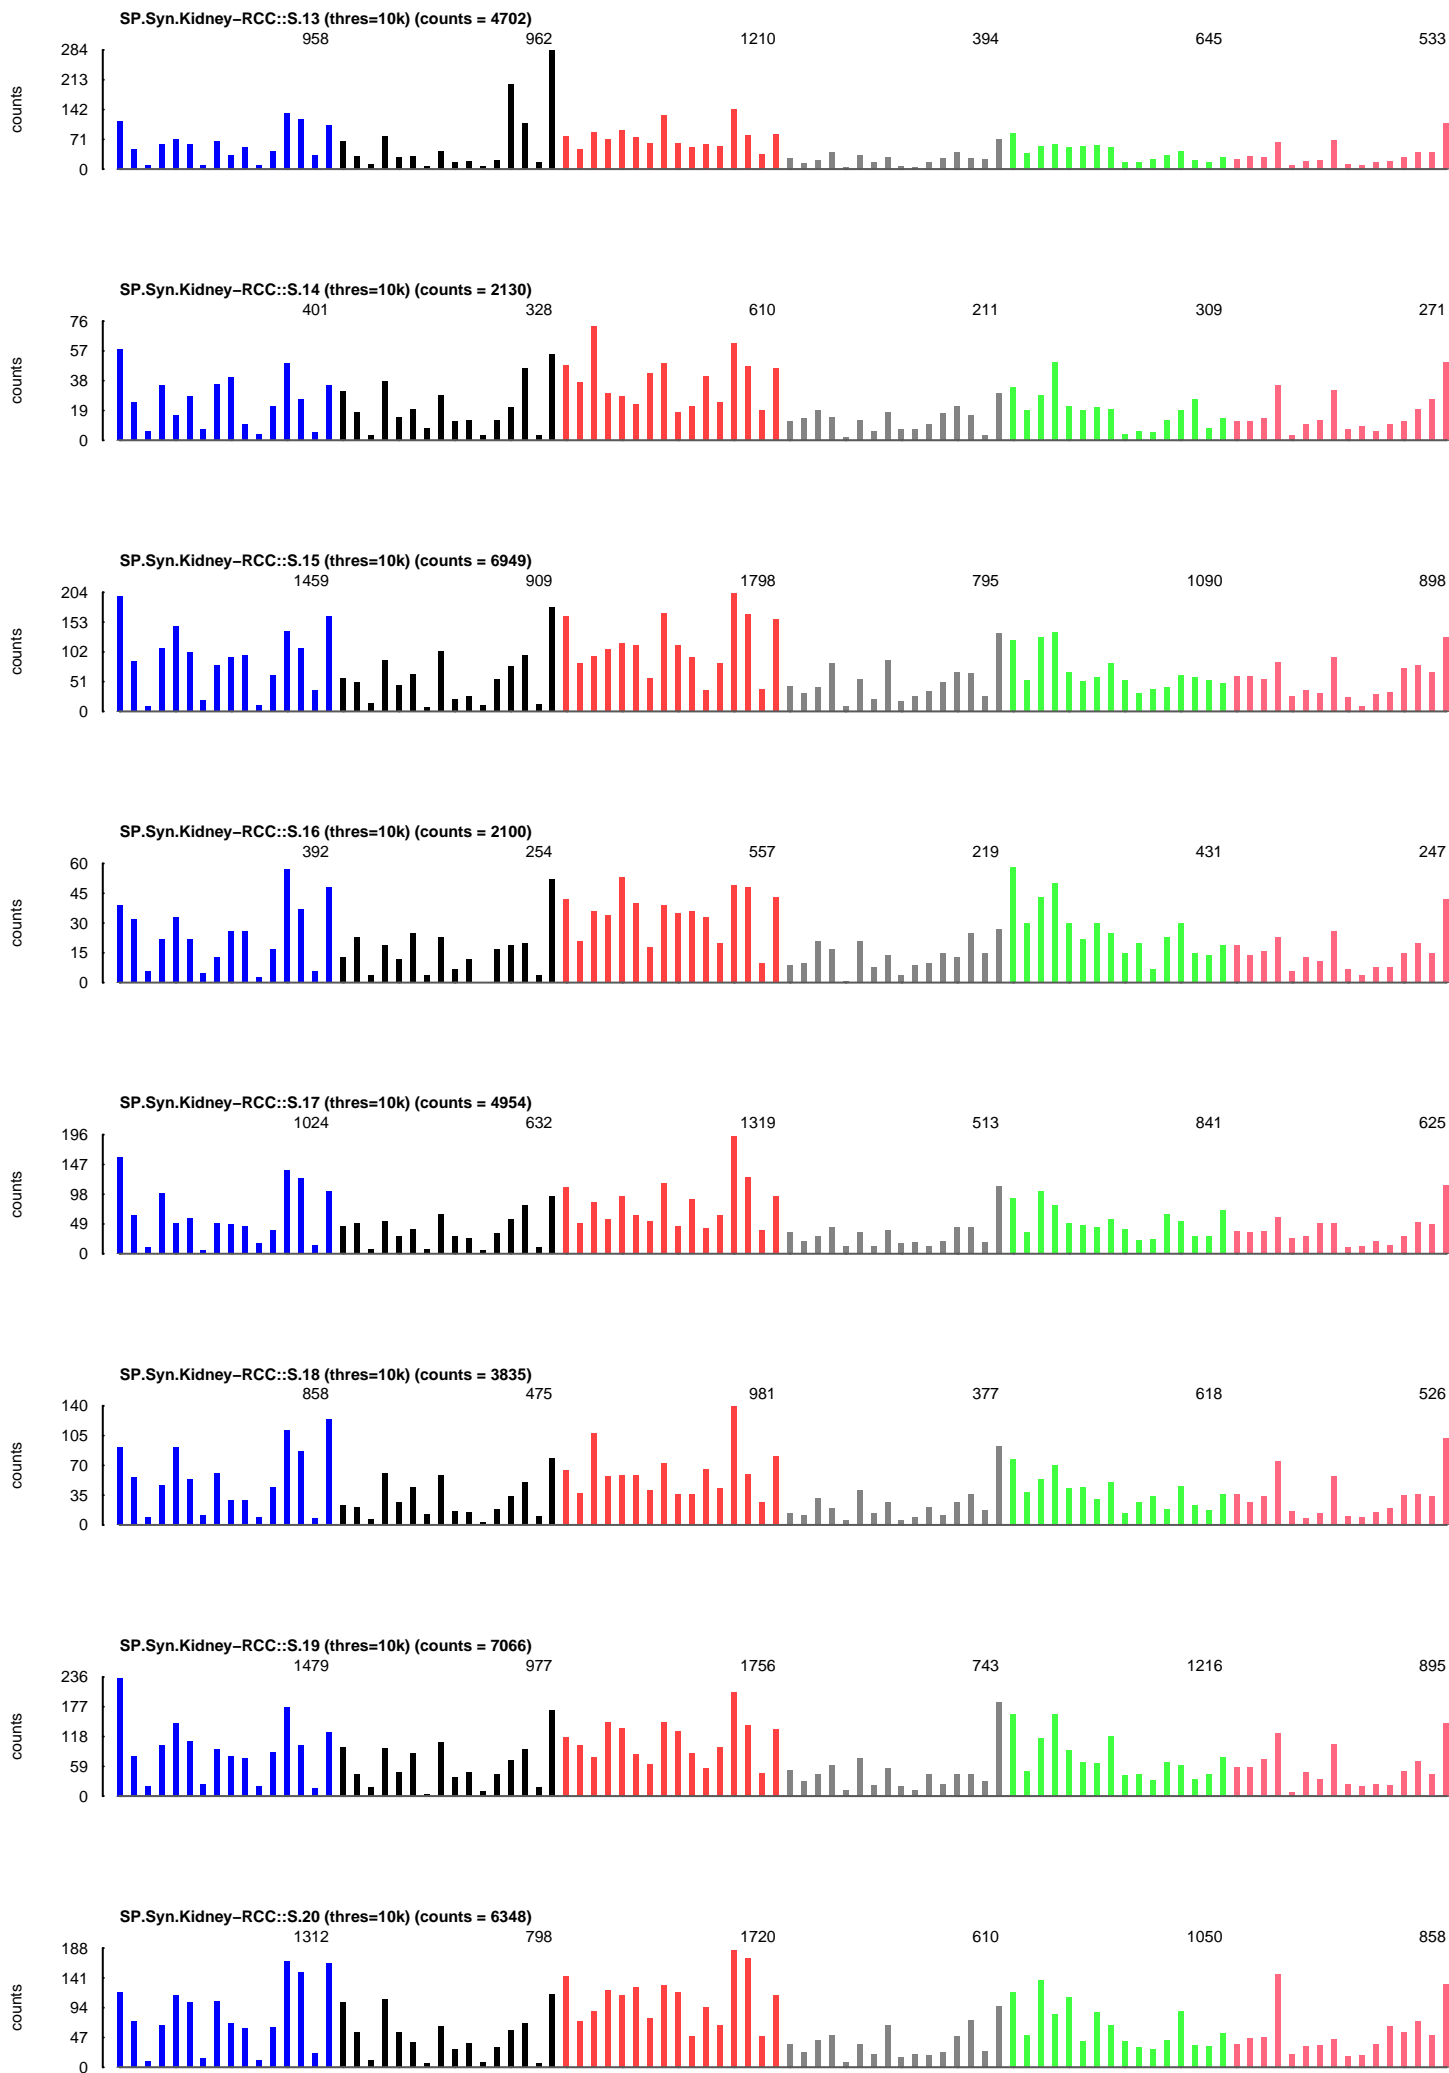 SP.Syn.Kidney−RCC::S.13 (thres=10k) (counts = 4702)
958 962 1210 394 645 533
284
213
142
71
0
counts
SP.Syn.Kidney−RCC::S.14 (thres=10k) (counts = 2130)
401 328 610 211 309 271
76
57
38
19
0
counts
SP.Syn.Kidney−RCC::S.15 (thres=10k) (counts = 6949)
1459 909 1798 795 1090 898
204
153
102
51
0
counts
SP.Syn.Kidney−RCC::S.16 (thres=10k) (counts = 2100)
392 254 557 219 431 247
60
45
30
15
0
counts
SP.Syn.Kidney−RCC::S.17 (thres=10k) (counts = 4954)
1024 632 1319 513 841 625
196
147
98
49
0
counts
SP.Syn.Kidney−RCC::S.18 (thres=10k) (counts = 3835)
858 475 981 377 618 526
140
105
70
35
0
counts
SP.Syn.Kidney−RCC::S.19 (thres=10k) (counts = 7066)
1479 977 1756 743 1216 895
236
177
118
59
0
counts
SP.Syn.Kidney−RCC::S.20 (thres=10k) (counts = 6348)
1312 798 1720 610 1050 858
188
141
94
47
0
counts